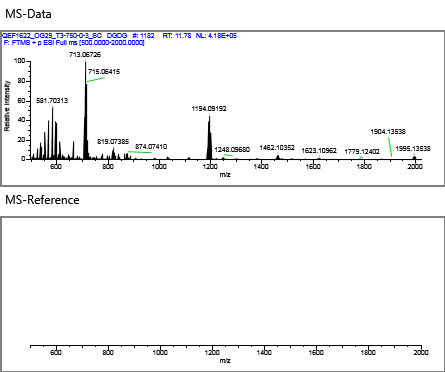 MS-Data
QEF1622_OG29_T3-750-0-3_8C DGDG #: 1182 RT: 11.78 NL: 4.18E+05
F: FTMS + p ESI Full ms [500.0000-2000.0000]
713.06726
100
715.06415
80
Relative Intensity
60
581.70313
1194.09192
40
1904.13538
20
819.07385
874.07410
1248.09680
1462.10352
1623.10962
1779.12402
1995.13538
0
600 800 1000 1200 1400 1600 1800 2000
m/z
MS-Reference
600 800 1000 1200 1400 1600 1800 2000
m/z